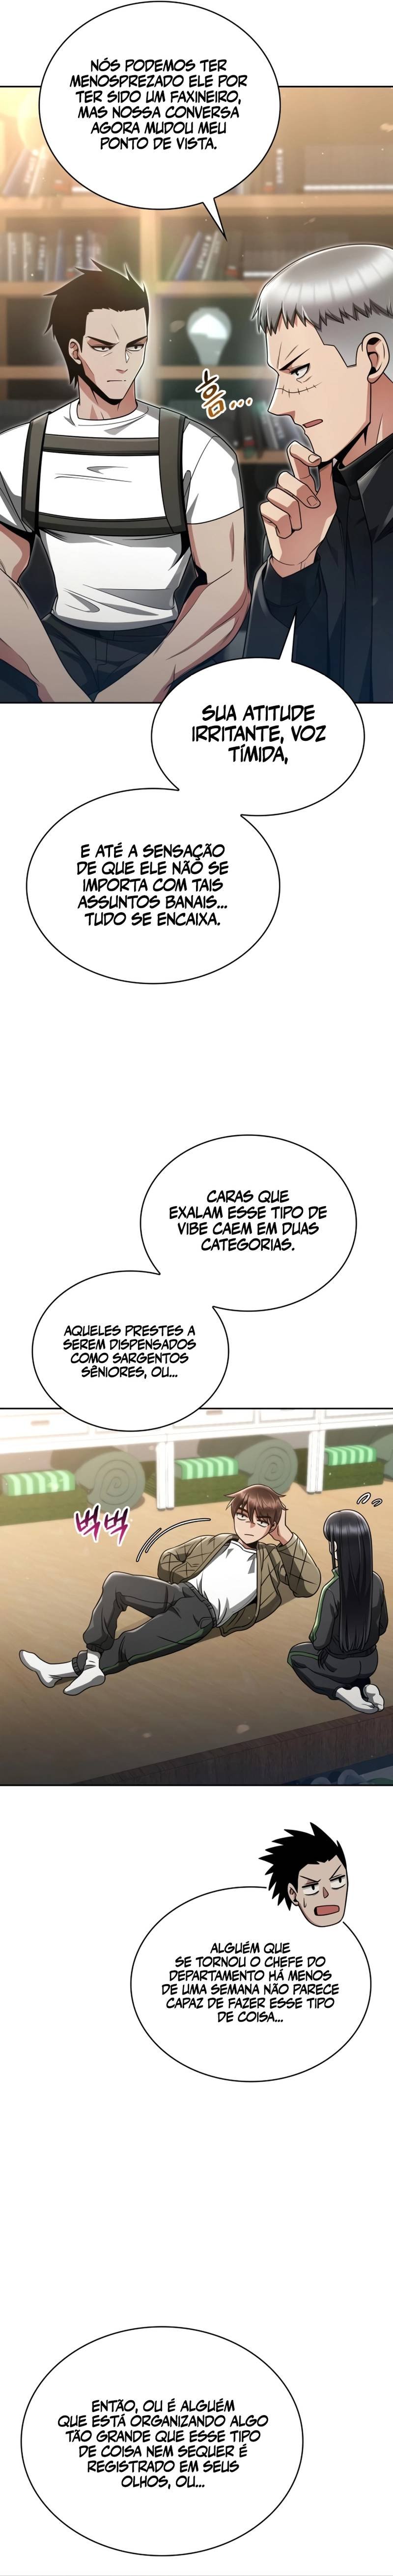 NÓS PODEMOS TER
MENOSPREZADO ELE POR
TER SIDO UM FAXINEIRO,
MAS NOSSA CONVERSA
AGORA MUDOU MEU
PONTO DE VISTA.
흠...
SUA ATITUDE
IRRITANTE, VOZ
TÍMIDA,
E ATÉ A SENSAÇÃO
DE QUE ELE NÃO SE
IMPORTA COM TAIS
ASSUNTOS BANAIS...
TUDO SE ENCAIXA.
CARAS QUE
EXALAM ESSE TIPO DE
VIBE CAEM EM DUAS
CATEGORIAS.
AQUELES PRESTES A
SEREM DISPENSADOS
COMO SARGENTOS
SÊNIORES, OU...
벅벅
ALGUÉM QUE
SE TORNOU O CHEFE DO
DEPARTAMENTO HÁ MENOS
DE UMA SEMANA NÃO PARECE
CAPAZ DE FAZER ESSE TIPO
DE COISA...
ENTÃO, OU É ALGUÉM
QUE ESTÁ ORGANIZANDO ALGO
TÃO GRANDE QUE ESSE TIPO
DE COISA NEM SEQUER É
REGISTRADO EM SEUS
OLHOS, OU...